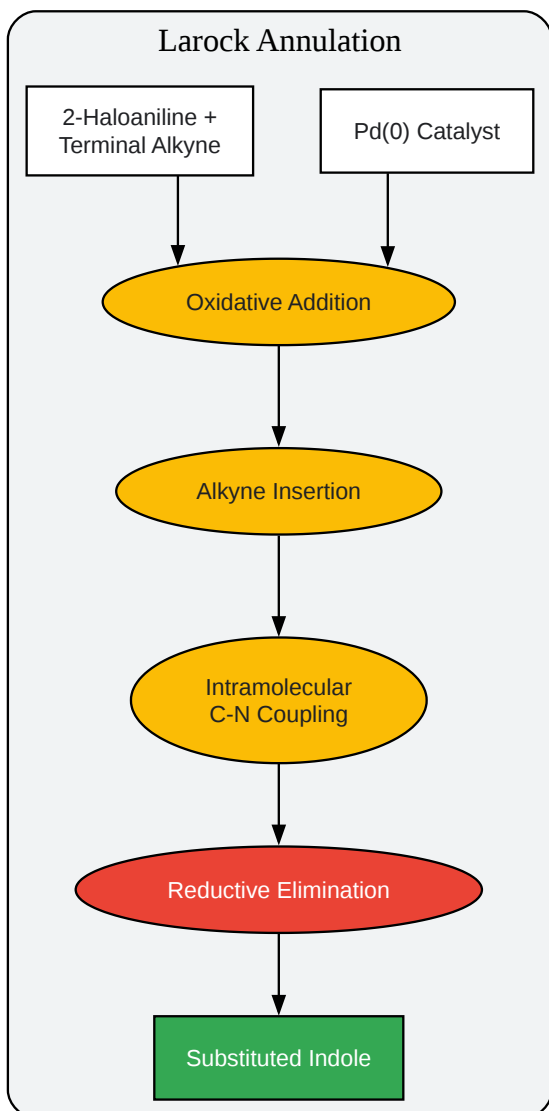 Larock Annulation
2-Haloaniline +
Terminal Alkyne
Pd(0) Catalyst
Oxidative Addition
Alkyne Insertion
Intramolecular
C-N Coupling
Reductive Elimination
Substituted Indole